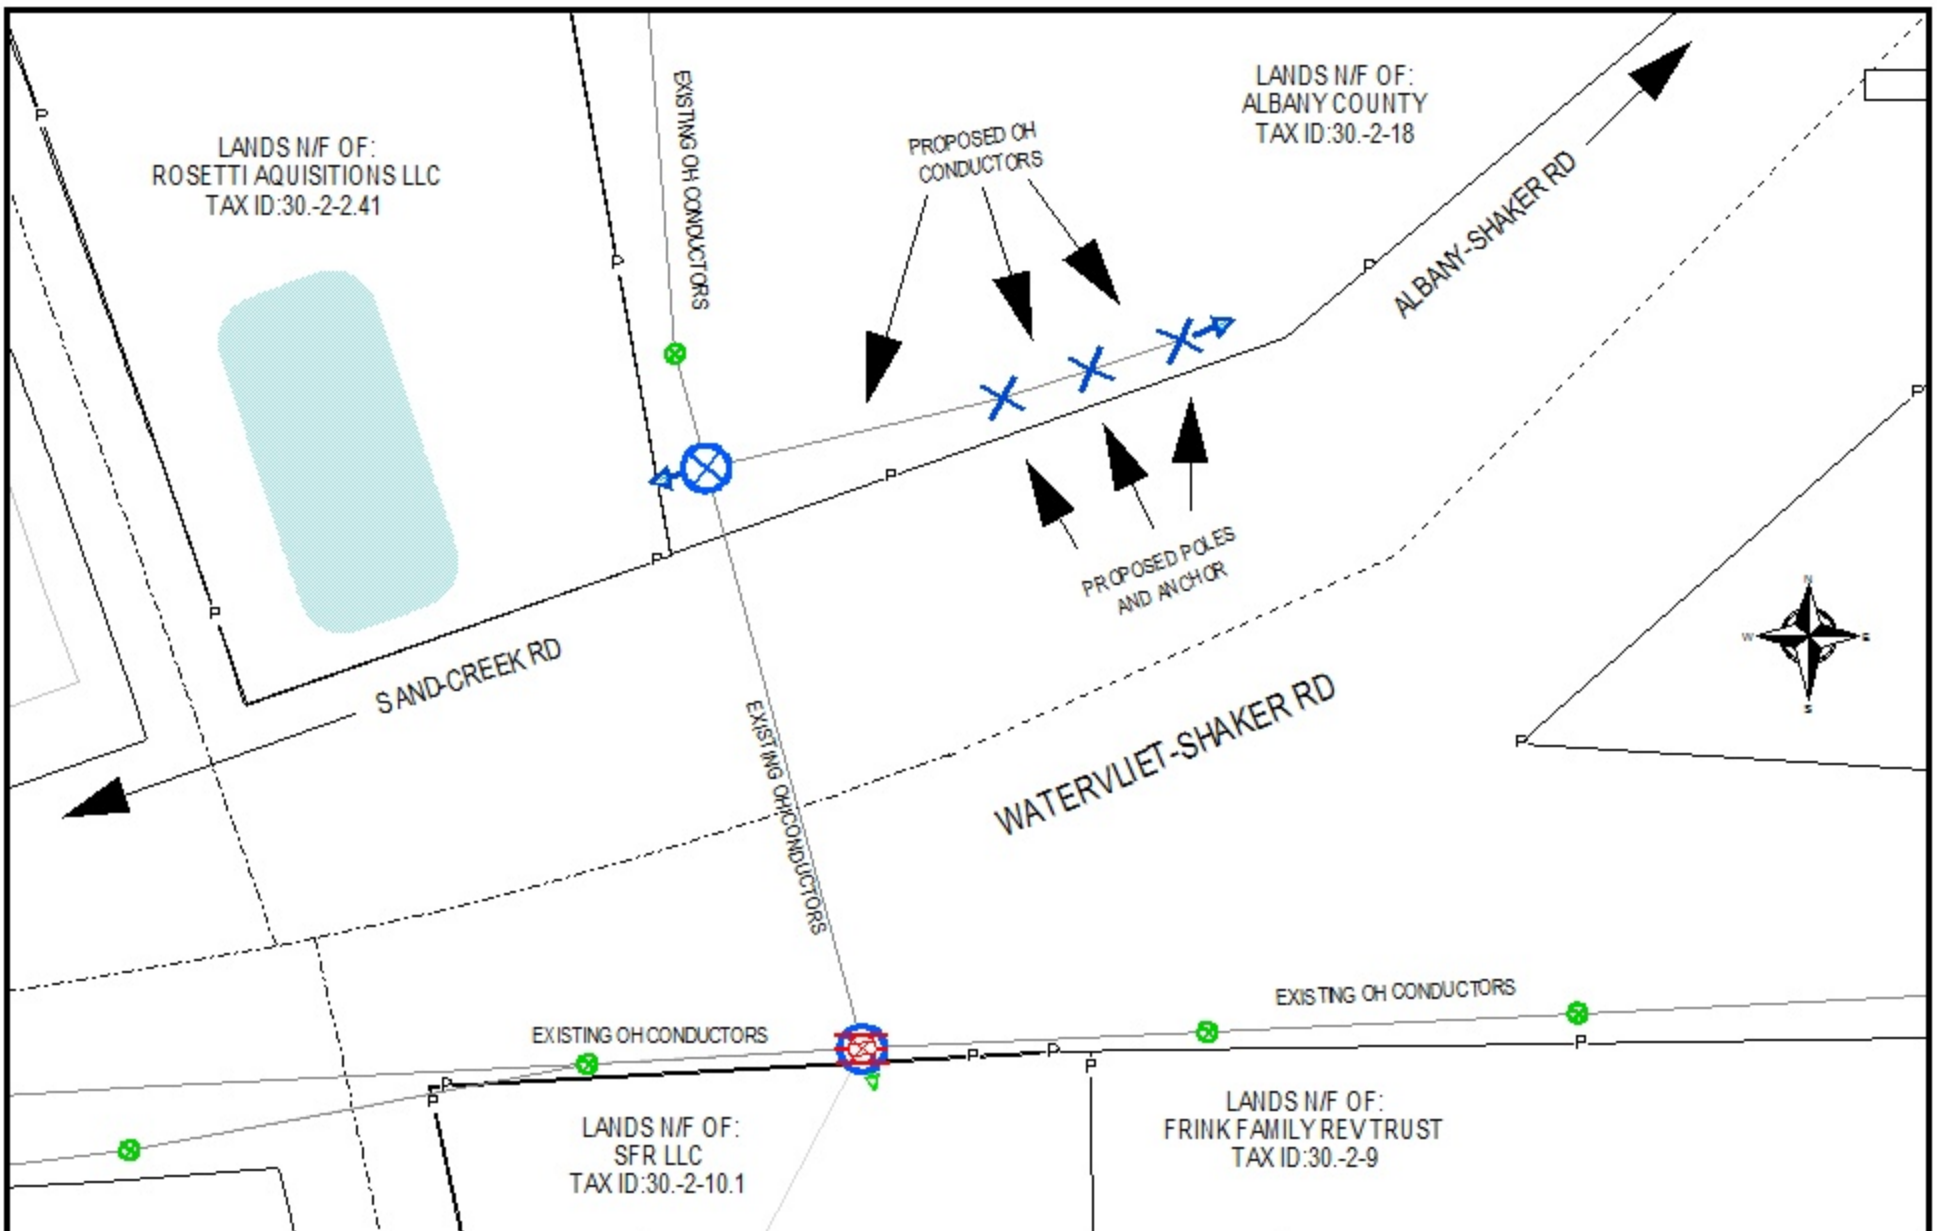 LANDS N/F OF:
ROSETTI AQUISITIONS LLC
TAX ID:30.-2-2.41
EXISTING OH CONDUCTORS
PROPOSED OH
CONDUCTORS
LANDS N/F OF:
ALBANY COUNTY
TAX ID:30.-2-18
ALBANY-SHAKER RD
P
P
P
P
P
P
P
PROPOSED POLES
AND ANCHOR
SAND-CREEK RD
N
W
E
S
WATERVLIET-SHAKER RD
P
EXISTING OH CONDUCTORS
EXISTING OH CONDUCTORS
EXISTING OH CONDUCTORS
P
P
P
P
P
P
LANDS N/F OF:
SFR LLC
TAX ID:30.-2-10.1
LANDS N/F OF:
FRINK FAMILY REV TRUST
TAX ID:30.-2-9